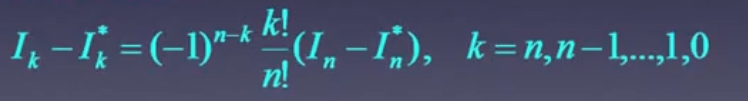 I_k − I_k^* = (−1)^{n−k} \frac{k!}{n!} (I_n − I_n^*), k = n, n−1, ..., 1, 0